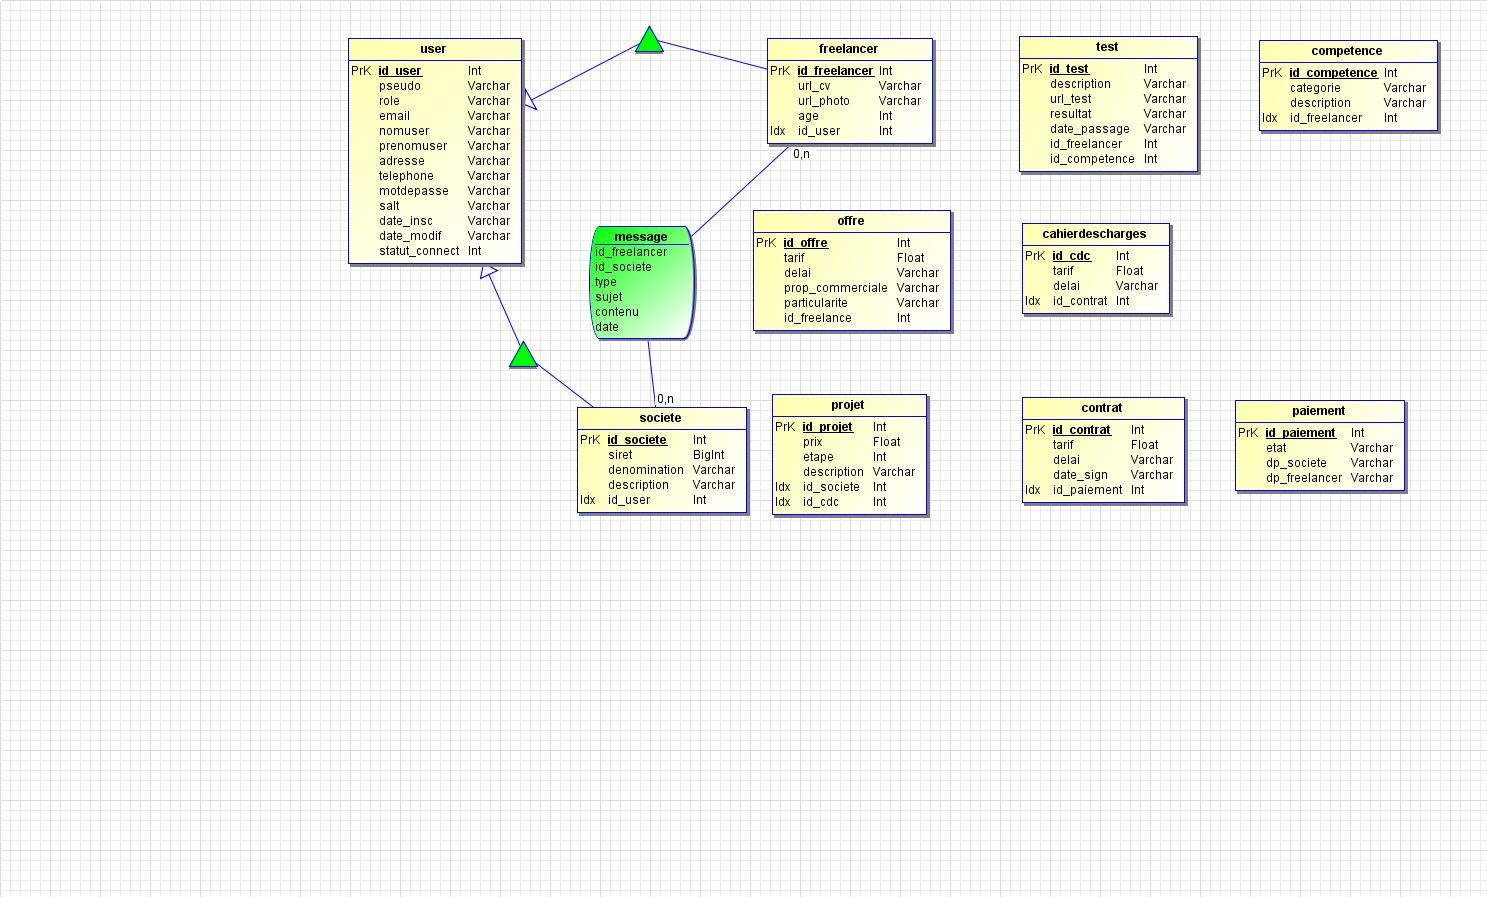 user
PrK id_user Int
pseudo Varchar
role Varchar
email Varchar
nomuser Varchar
prenomuser Varchar
adresse Varchar
telephone Varchar
motdepasse Varchar
salt Varchar
date_insc Varchar
date_modif Varchar
statut_connect Int
freelancer
PrK id_freelancer Int
url_cv Varchar
url_photo Varchar
age Int
Idx id_user Int
0,n
test
PrK id_test Int
description Varchar
url_test Varchar
resultat Varchar
date_passage Varchar
id_freelancer Int
id_competence Int
competence
PrK id_competence Int
categorie Varchar
description Varchar
Idx id_freelancer Int
message
id_freelancer
id_societe
type
sujet
contenu
date
offre
PrK id_offre Int
tarif Float
delai Varchar
prop_commerciale Varchar
particularite Varchar
id_freelance Int
cahierdescharges
PrK id_cdc Int
tarif Float
delai Varchar
Idx id_contrat Int
0,n
societe
PrK id_societe Int
siret BigInt
denomination Varchar
description Varchar
Idx id_user Int
projet
PrK id_projet Int
prix Float
etape Int
description Varchar
Idx id_societe Int
Idx id_cdc Int
contrat
PrK id_contrat Int
tarif Float
delai Varchar
date_sign Varchar
Idx id_paiement Int
paiement
PrK id_paiement Int
etat Varchar
dp_societe Varchar
dp_freelancer Varchar